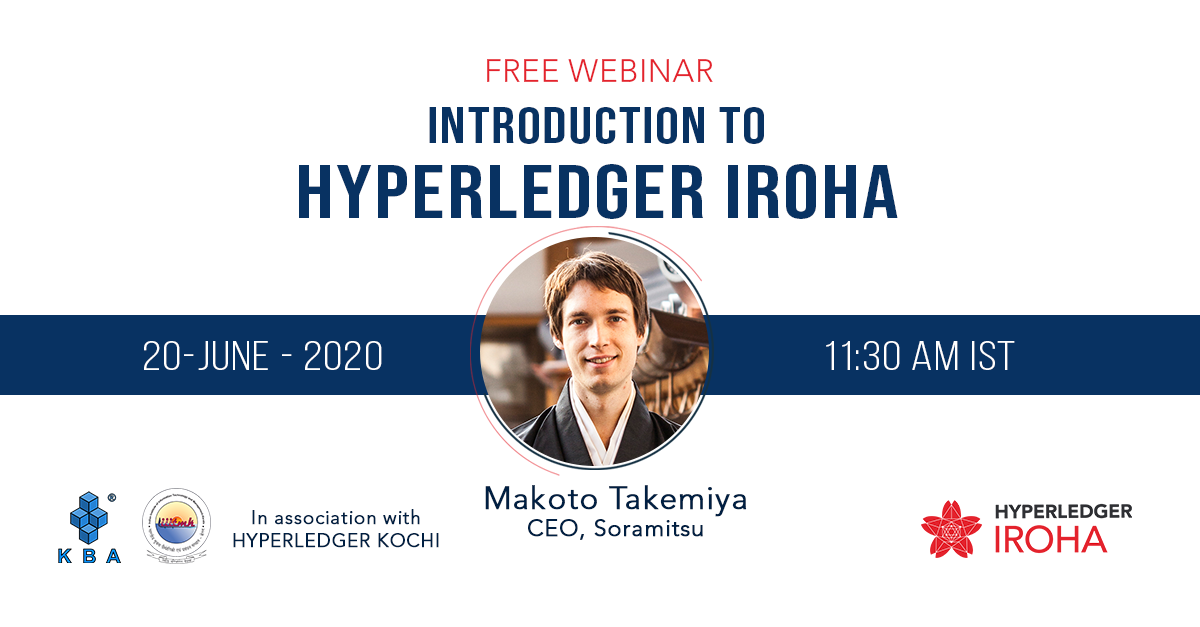 FREE WEBINAR
INTRODUCTION TO
HYPERLEDGER IROHA
20-JUNE - 2020
11:30 AM IST
Makoto Takemiya
CEO, Soramitsu
®
KBA
In association with
HYPERLEDGER KOCHI
HYPERLEDGER
IROHA